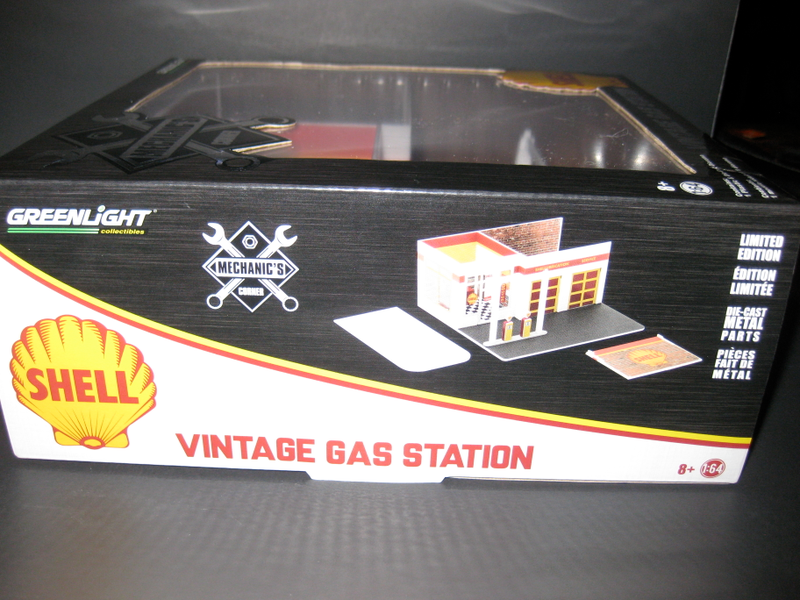 GREENLIGHT®
collectibles
MECHANIC'S
CORNER
LIMITED
EDITION
ÉDITION
LIMITÉE
DIE-CAST
METAL
PARTS
PIÈCES
FAIT DE
MÉTAL
SHELL
VINTAGE GAS STATION
8+ 1:64
SHELL
8+